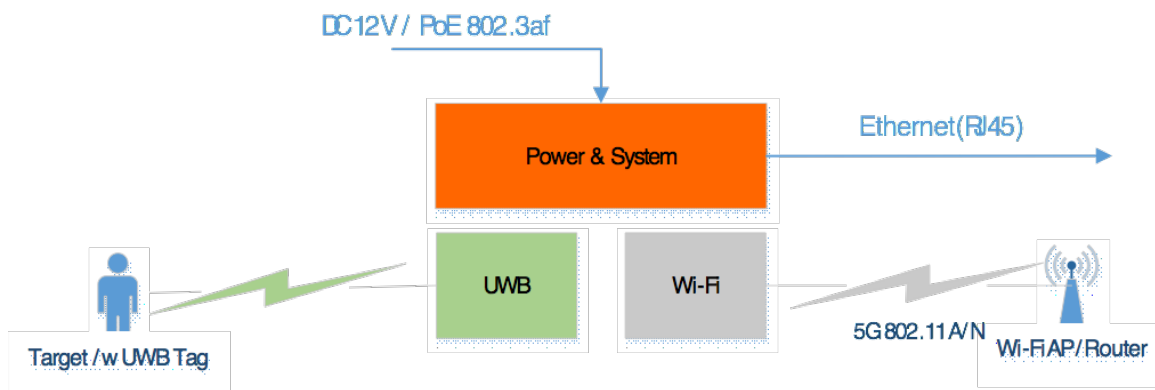 DC12V / PoE 802.3af
Power & System
Ethernet(RJ45)
UWB
Wi-Fi
5G 802.11 A/N
Target / w UWB Tag
Wi-Fi AP / Router